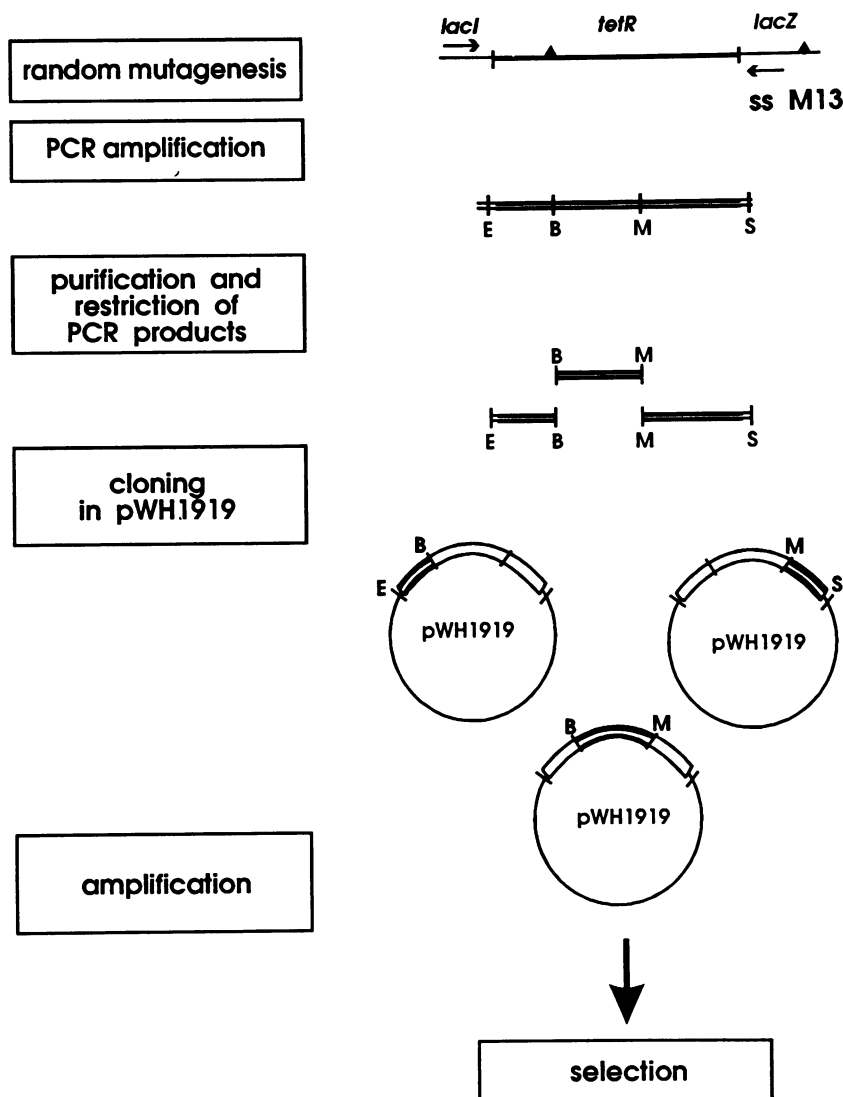 lacI tetR lacZ
random mutagenesis
ss M13
PCR amplification
E B M S
purification and
restriction of
PCR products
B M
E B M S
cloning
in pWH1919
B M
E S
pWH1919 pWH1919
B M
pWH1919
amplification
selection